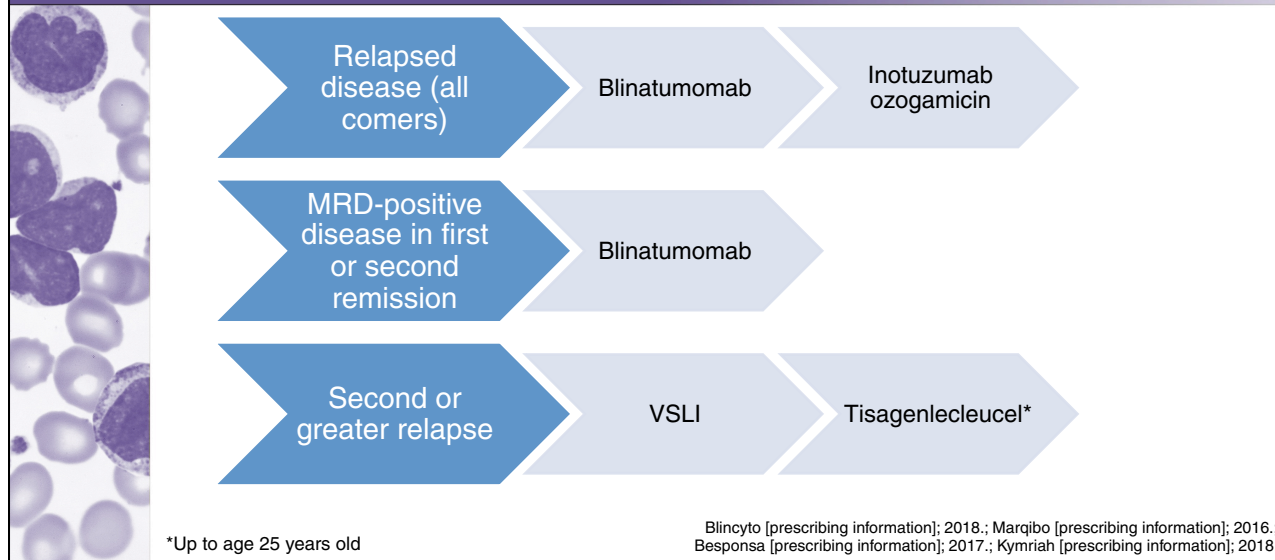 Relapsed
disease (all
comers)
Blinatumomab
Inotuzumab
ozogamicin
MRD-positive
disease in first
or second
remission
Blinatumomab
Second or
greater relapse
VSLI
Tisagenlecleucel*
*Up to age 25 years old
Blincyto [prescribing information]; 2018.; Marqibo [prescribing information]; 2016.
Besponsa [prescribing information]; 2017.; Kymriah [prescribing information]; 2018